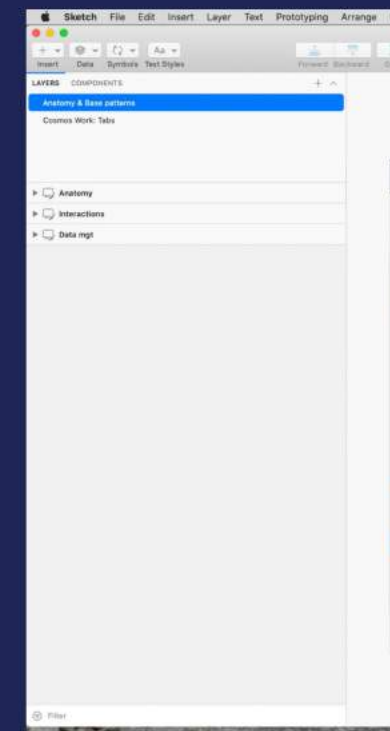 Sketch File Edit Insert Layer Text Prototyping Arrange
Aa
Insert Data Symbols Text Styles Forward Backward
LAYERS COMPONENTS
Anatomy & Base patterns
Cosmos Work: Tabs
Anatomy
Interactions
Data mgt
Filter